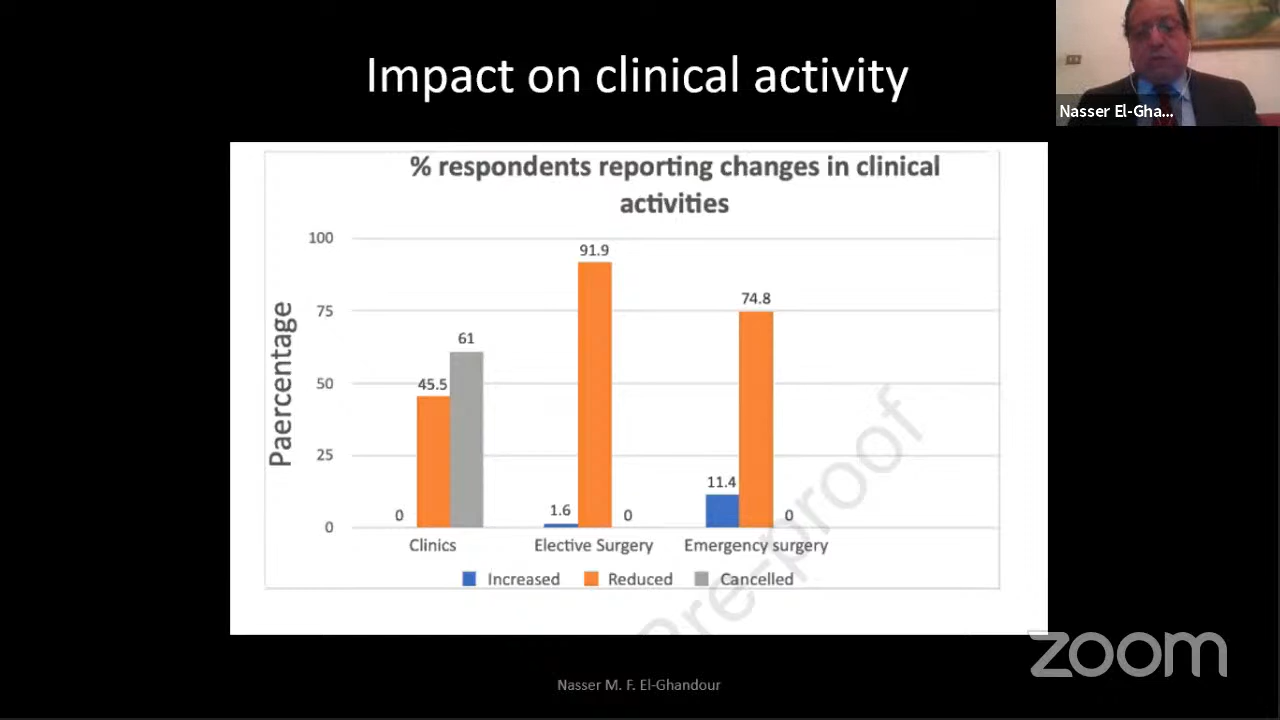 Impact on clinical activity
Nasser El-Gha...
% respondents reporting changes in clinical
activities
Paercentage
100
75
50
25
0
0
45.5
61
1.6
91.9
0
11.4
74.8
0
Clinics
Elective Surgery
Emergency surgery
Increased
Reduced
Cancelled
Pre-proof
zoom
Nasser M. F. El-Ghandour